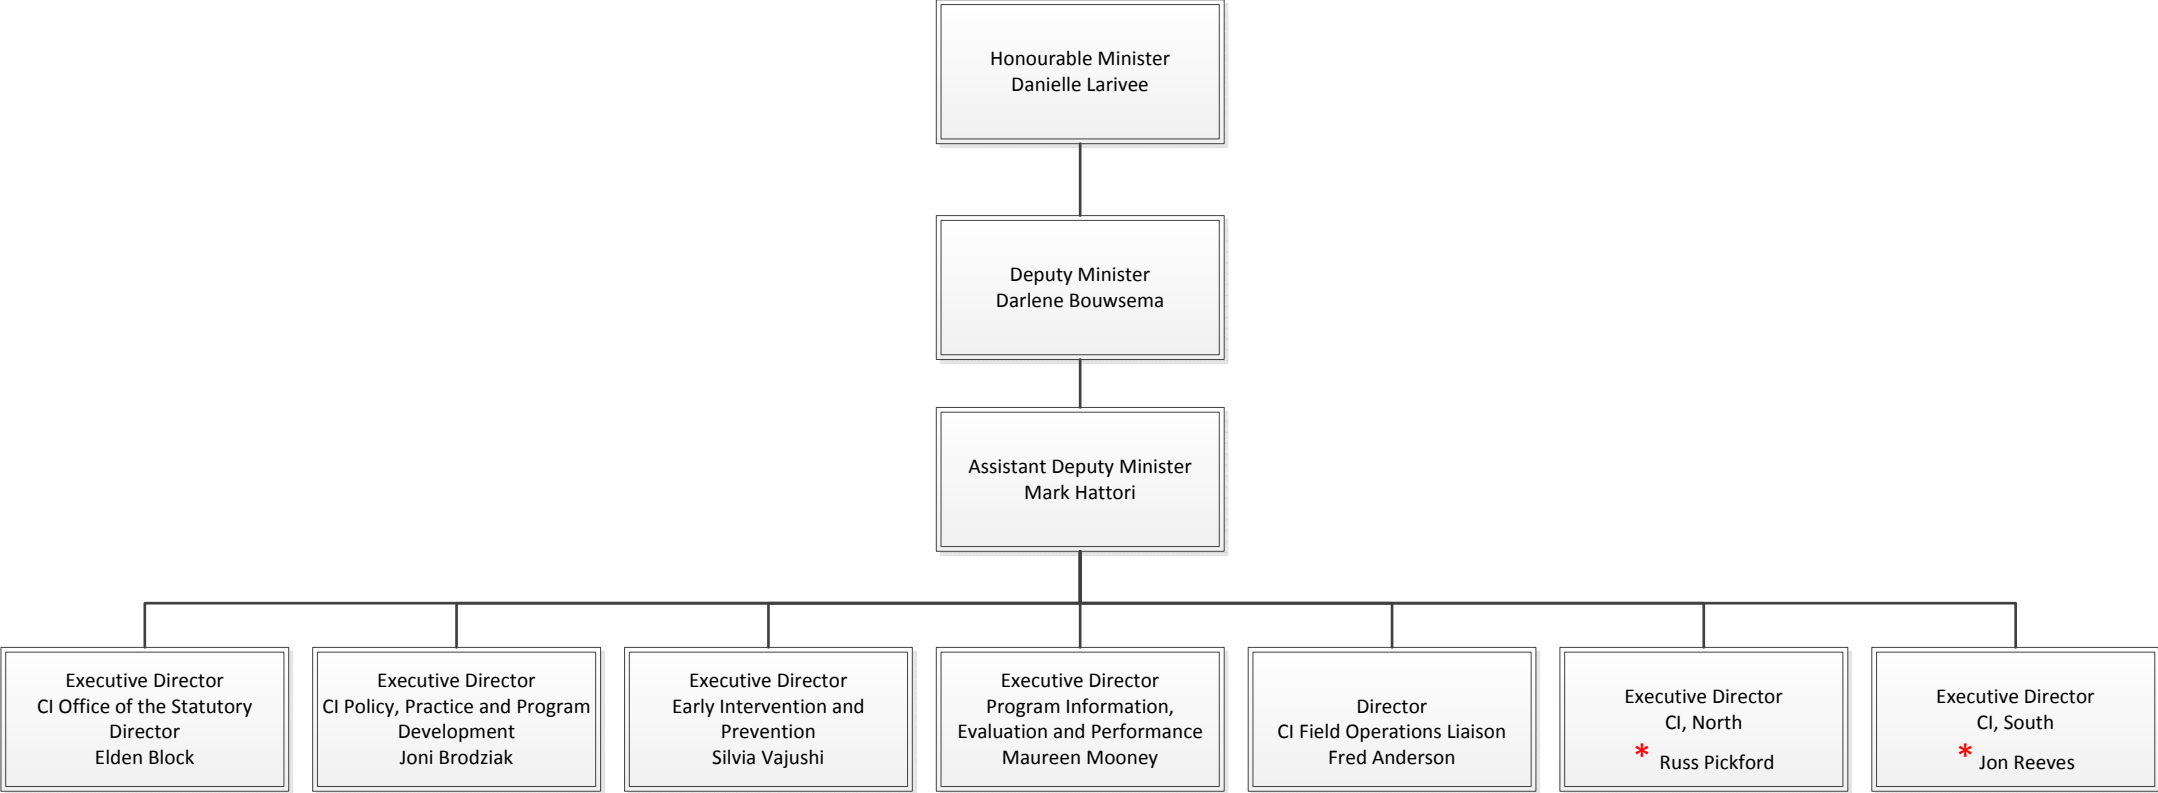 Honourable Minister
Danielle Larivee
Deputy Minister
Darlene Bouwsema
Assistant Deputy Minister
Mark Hattori
Executive Director
CI Office of the Statutory
Director
Elden Block
Executive Director
CI Policy, Practice and Program
Development
Joni Brodziak
Executive Director
Early Intervention and
Prevention
Silvia Vajushi
Executive Director
Program Information,
Evaluation and Performance
Maureen Mooney
Director
CI Field Operations Liaison
Fred Anderson
Executive Director
CI, North
* Russ Pickford
Executive Director
CI, South
* Jon Reeves